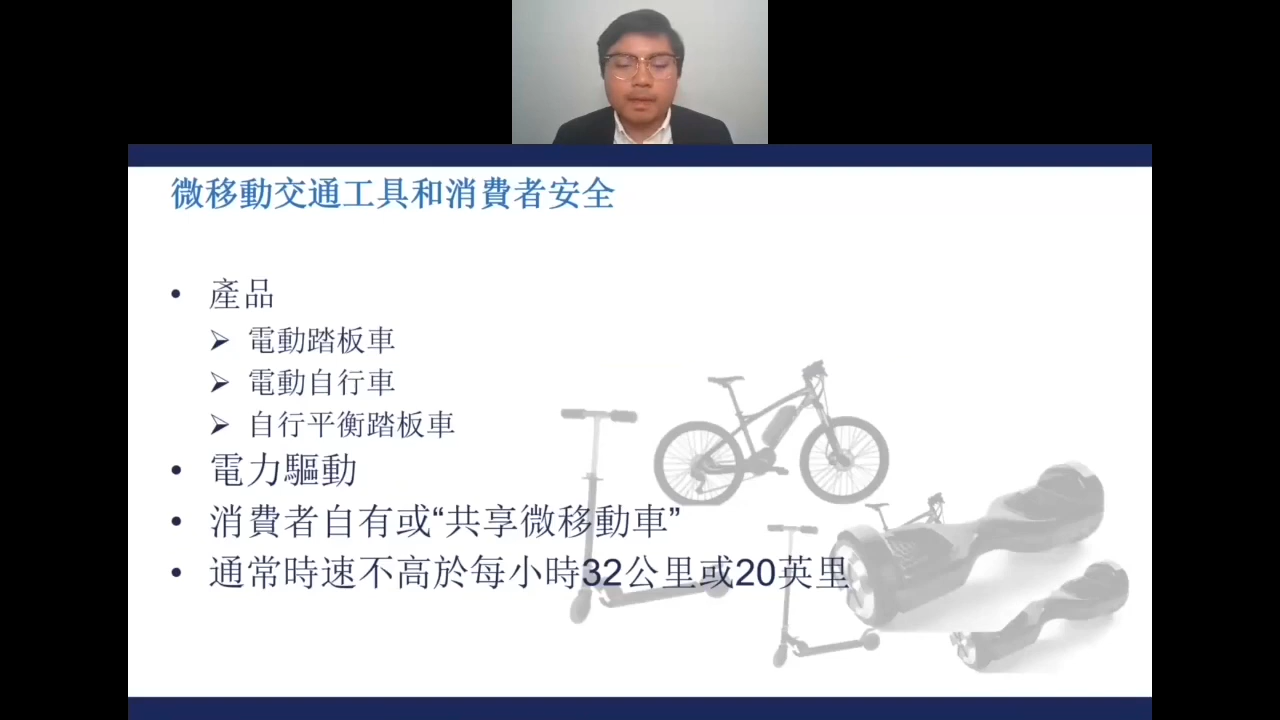 微移動交通工具和消費者安全
• 產品
➢ 電動踏板車
➢ 電動自行車
➢ 自行平衡踏板車
• 電力驅動
• 消費者自有或“共享微移動車”
• 通常時速不高於每小時32公里或20英里